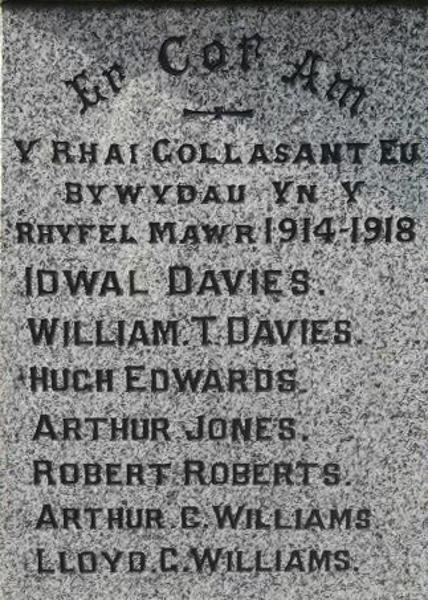 Er Cof Am
Y RHAI GOLLASANT EU
BYWYDAU YN Y
RHYFEL MAWR 1914-1918
IDWAL DAVIES.
WILLIAM.T.DAVIES.
HUGH EDWARDS.
ARTHUR JONES.
ROBERT ROBERTS.
ARTHUR.E.WILLIAMS
LLOYD.G.WILLIAMS.